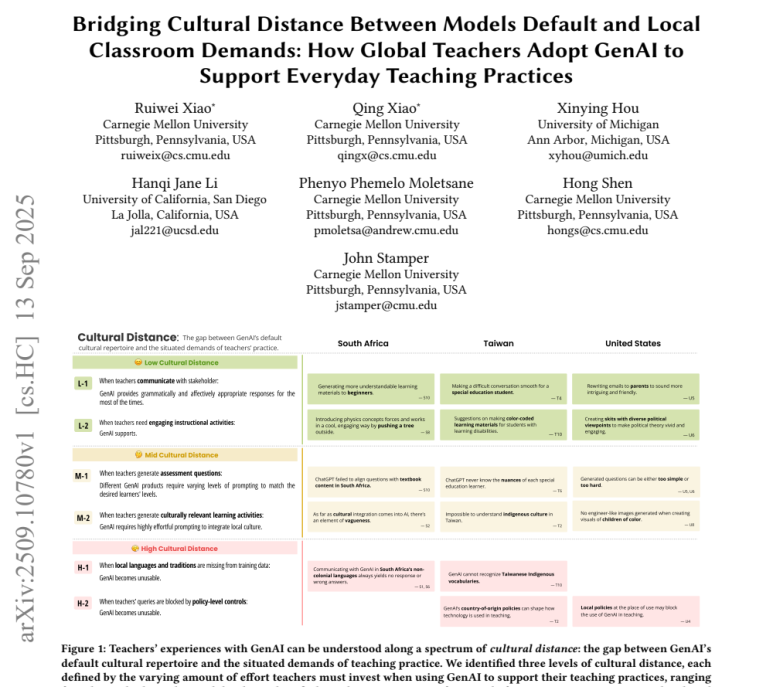 Bridging Cultural Distance Between Models Default and Local
Classroom Demands: How Global Teachers Adopt GenAI to
Support Everyday Teaching Practices
Ruiwei Xiao*
Carnegie Mellon University
Pittsburgh, Pennsylvania, USA
ruiweix@cs.cmu.edu
Qing Xiao*
Carnegie Mellon University
Pittsburgh, Pennsylvania, USA
qingx@cs.cmu.edu
Xinying Hou
University of Michigan
Ann Arbor, Michigan, USA
xyhou@umich.edu
Hanqi Jane Li
University of California, San Diego
La Jolla, California, USA
jal221@ucsd.edu
Phenyo Phemelo Moletsane
Carnegie Mellon University
Pittsburgh, Pennsylvania, USA
pmoletsa@andrew.cmu.edu
Hong Shen
Carnegie Mellon University
Pittsburgh, Pennsylvania, USA
hongs@cs.cmu.edu
John Stamper
Carnegie Mellon University
Pittsburgh, Pennsylvania, USA
jstamper@cmu.edu
arXiv:2509.10780v1 [cs.HC] 13 Sep 2025
Cultural Distance: The gap between GenAI's default
cultural repertoire and the situated demands of teachers' practice.
South Africa
Taiwan
United States
Low Cultural Distance
L-1
When teachers communicate with stakeholder:
GenAI provides grammatically and affectively appropriate responses for the
most of the times.
Generating more understandable learning
materials to beginners.
— S10
Making a difficult conversation smooth for a
special education student.
Rewriting emails to parents to sound more
intriguing and friendly.
L-2
When teachers need engaging instructional activities:
GenAI supports.
Introducing physics concepts forces and works
in a cool, engaging way by pushing a tree
outside.
Suggestions on making color-coded
learning materials for students with
learning disabilities.
— T10
Creating skits with diverse political
viewpoints to make political theory vivid and
engaging.
Mid Cultural Distance
M-1
When teachers generate assessment questions:
Different GenAI products require varying levels of prompting to match the
desired learners' levels.
ChatGPT failed to align questions with textbook
content in South Africa.
— S10
ChatGPT never know the nuances of each special
education learner.
Generated questions can be either too simple or
too hard.
M-2
When teachers generate culturally relevant learning activities:
GenAI requires highly effortful prompting to integrate local culture.
As far as cultural integration comes into AI, there's
an element of vagueness.
Impossible to understand Indigenous culture in
Taiwan.
No engineer-like images generated when creating
visuals of children of color.
High Cultural Distance
H-1
When local languages and traditions are missing from training data:
GenAI becomes unusable.
Communicating with GenAI in South Africa's non-
colonial languages always yields no response or
wrong answers.
GenAI cannot recognize Taiwanese Indigenous
vocabularies.
— T10
H-2
When teachers' queries are blocked by policy-level controls:
GenAI becomes unusable.
GenAI's country-of-origin policies can shape how
technology is used in teaching.
Local policies at the place of use may block
the use of GenAI in teaching.
Figure 1: Teachers' experiences with GenAI can be understood along a spectrum of cultural distance: the gap between GenAI's
default cultural repertoire and the situated demands of teaching practice. We identified three levels of cultural distance, each
defined by the varying amount of effort teachers must invest when using GenAI to support their teaching practices, ranging